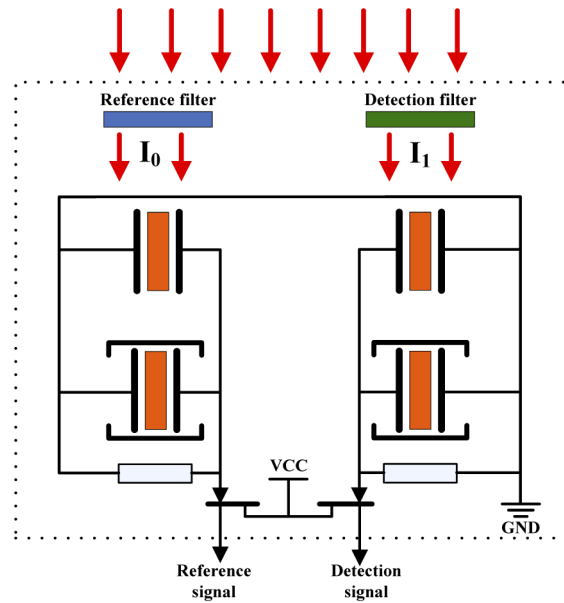 Reference filter
Detection filter
I0
I1
VCC
GND
Reference
signal
Detection
signal